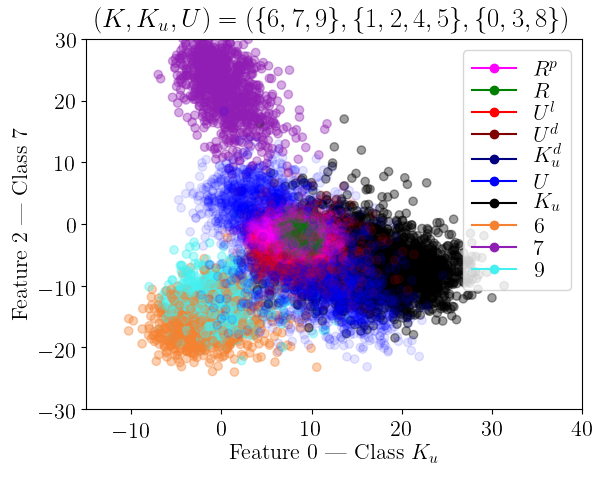 (K, K_u, U) = ({6, 7, 9}, {1, 2, 4, 5}, {0, 3, 8})
Feature 2 — Class 7
30
20
10
0
−10
−20
−30
R^p
R
U^l
U^d
K_u^d
U
K_u
6
7
9
−10 0 10 20 30 40
Feature 0 — Class K_u